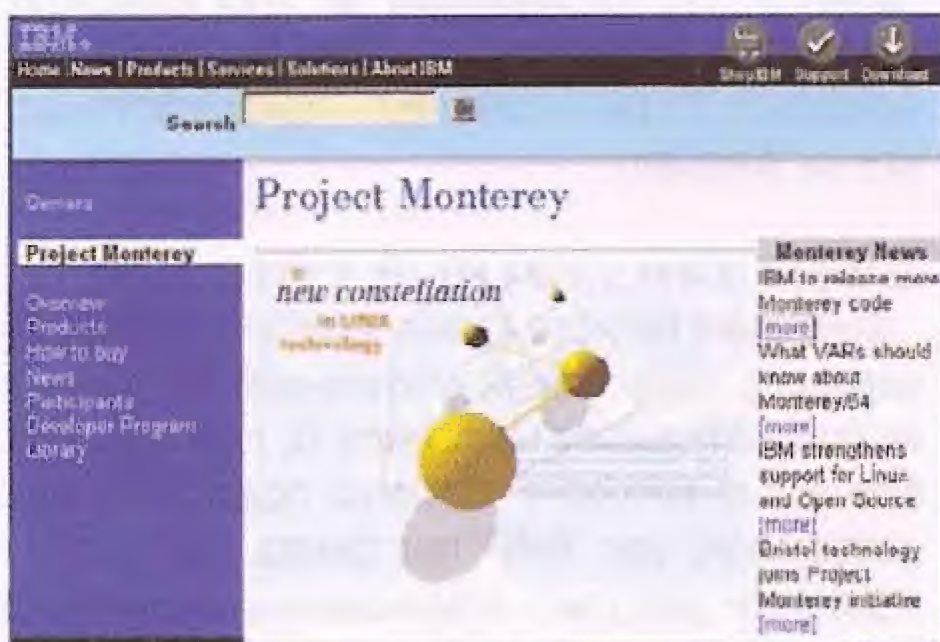 IBM
Home | News | Products | Services | Solutions | About IBM
Shop IBM Support Download
Search
Go
Servers
Project Monterey
Overview
Products
How to buy
News
Participants
Developer Program
Library
Project Monterey
a
new constellation
in UNIX
technology
Monterey News
IBM to release more
Monterey code
[more]
What VARs should
know about
Monterey/64
[more]
IBM strengthens
support for Linux
and Open Source
[more]
Bristol technology
joins Project
Monterey initiative
[more]